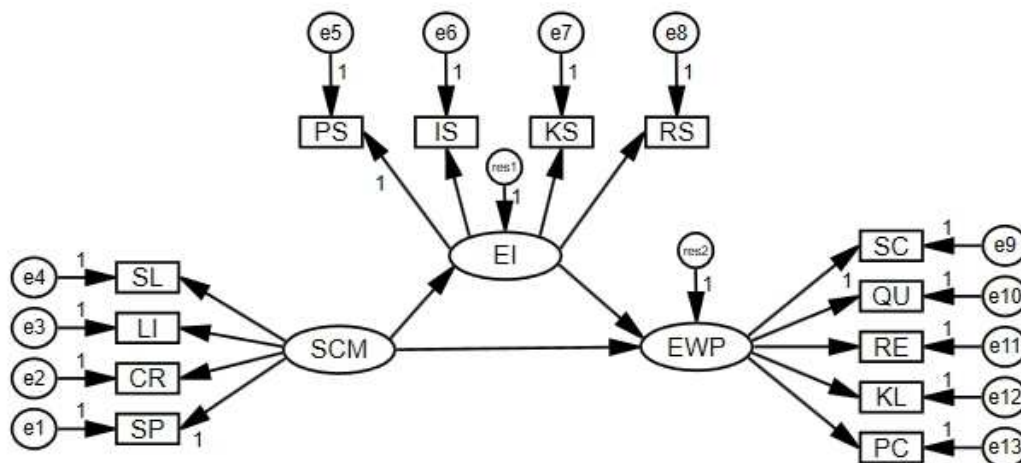 e5 e6 e7 e8
1 1 1 1
PS IS KS RS
res1
1 1
EI
res2
1
SC 1 e9
e4 1 SL
1 QU 1 e10
e3 1 LI
SCM EWP RE 1 e11
e2 1 CR
KL 1 e12
e1 1 SP 1
PC 1 e13